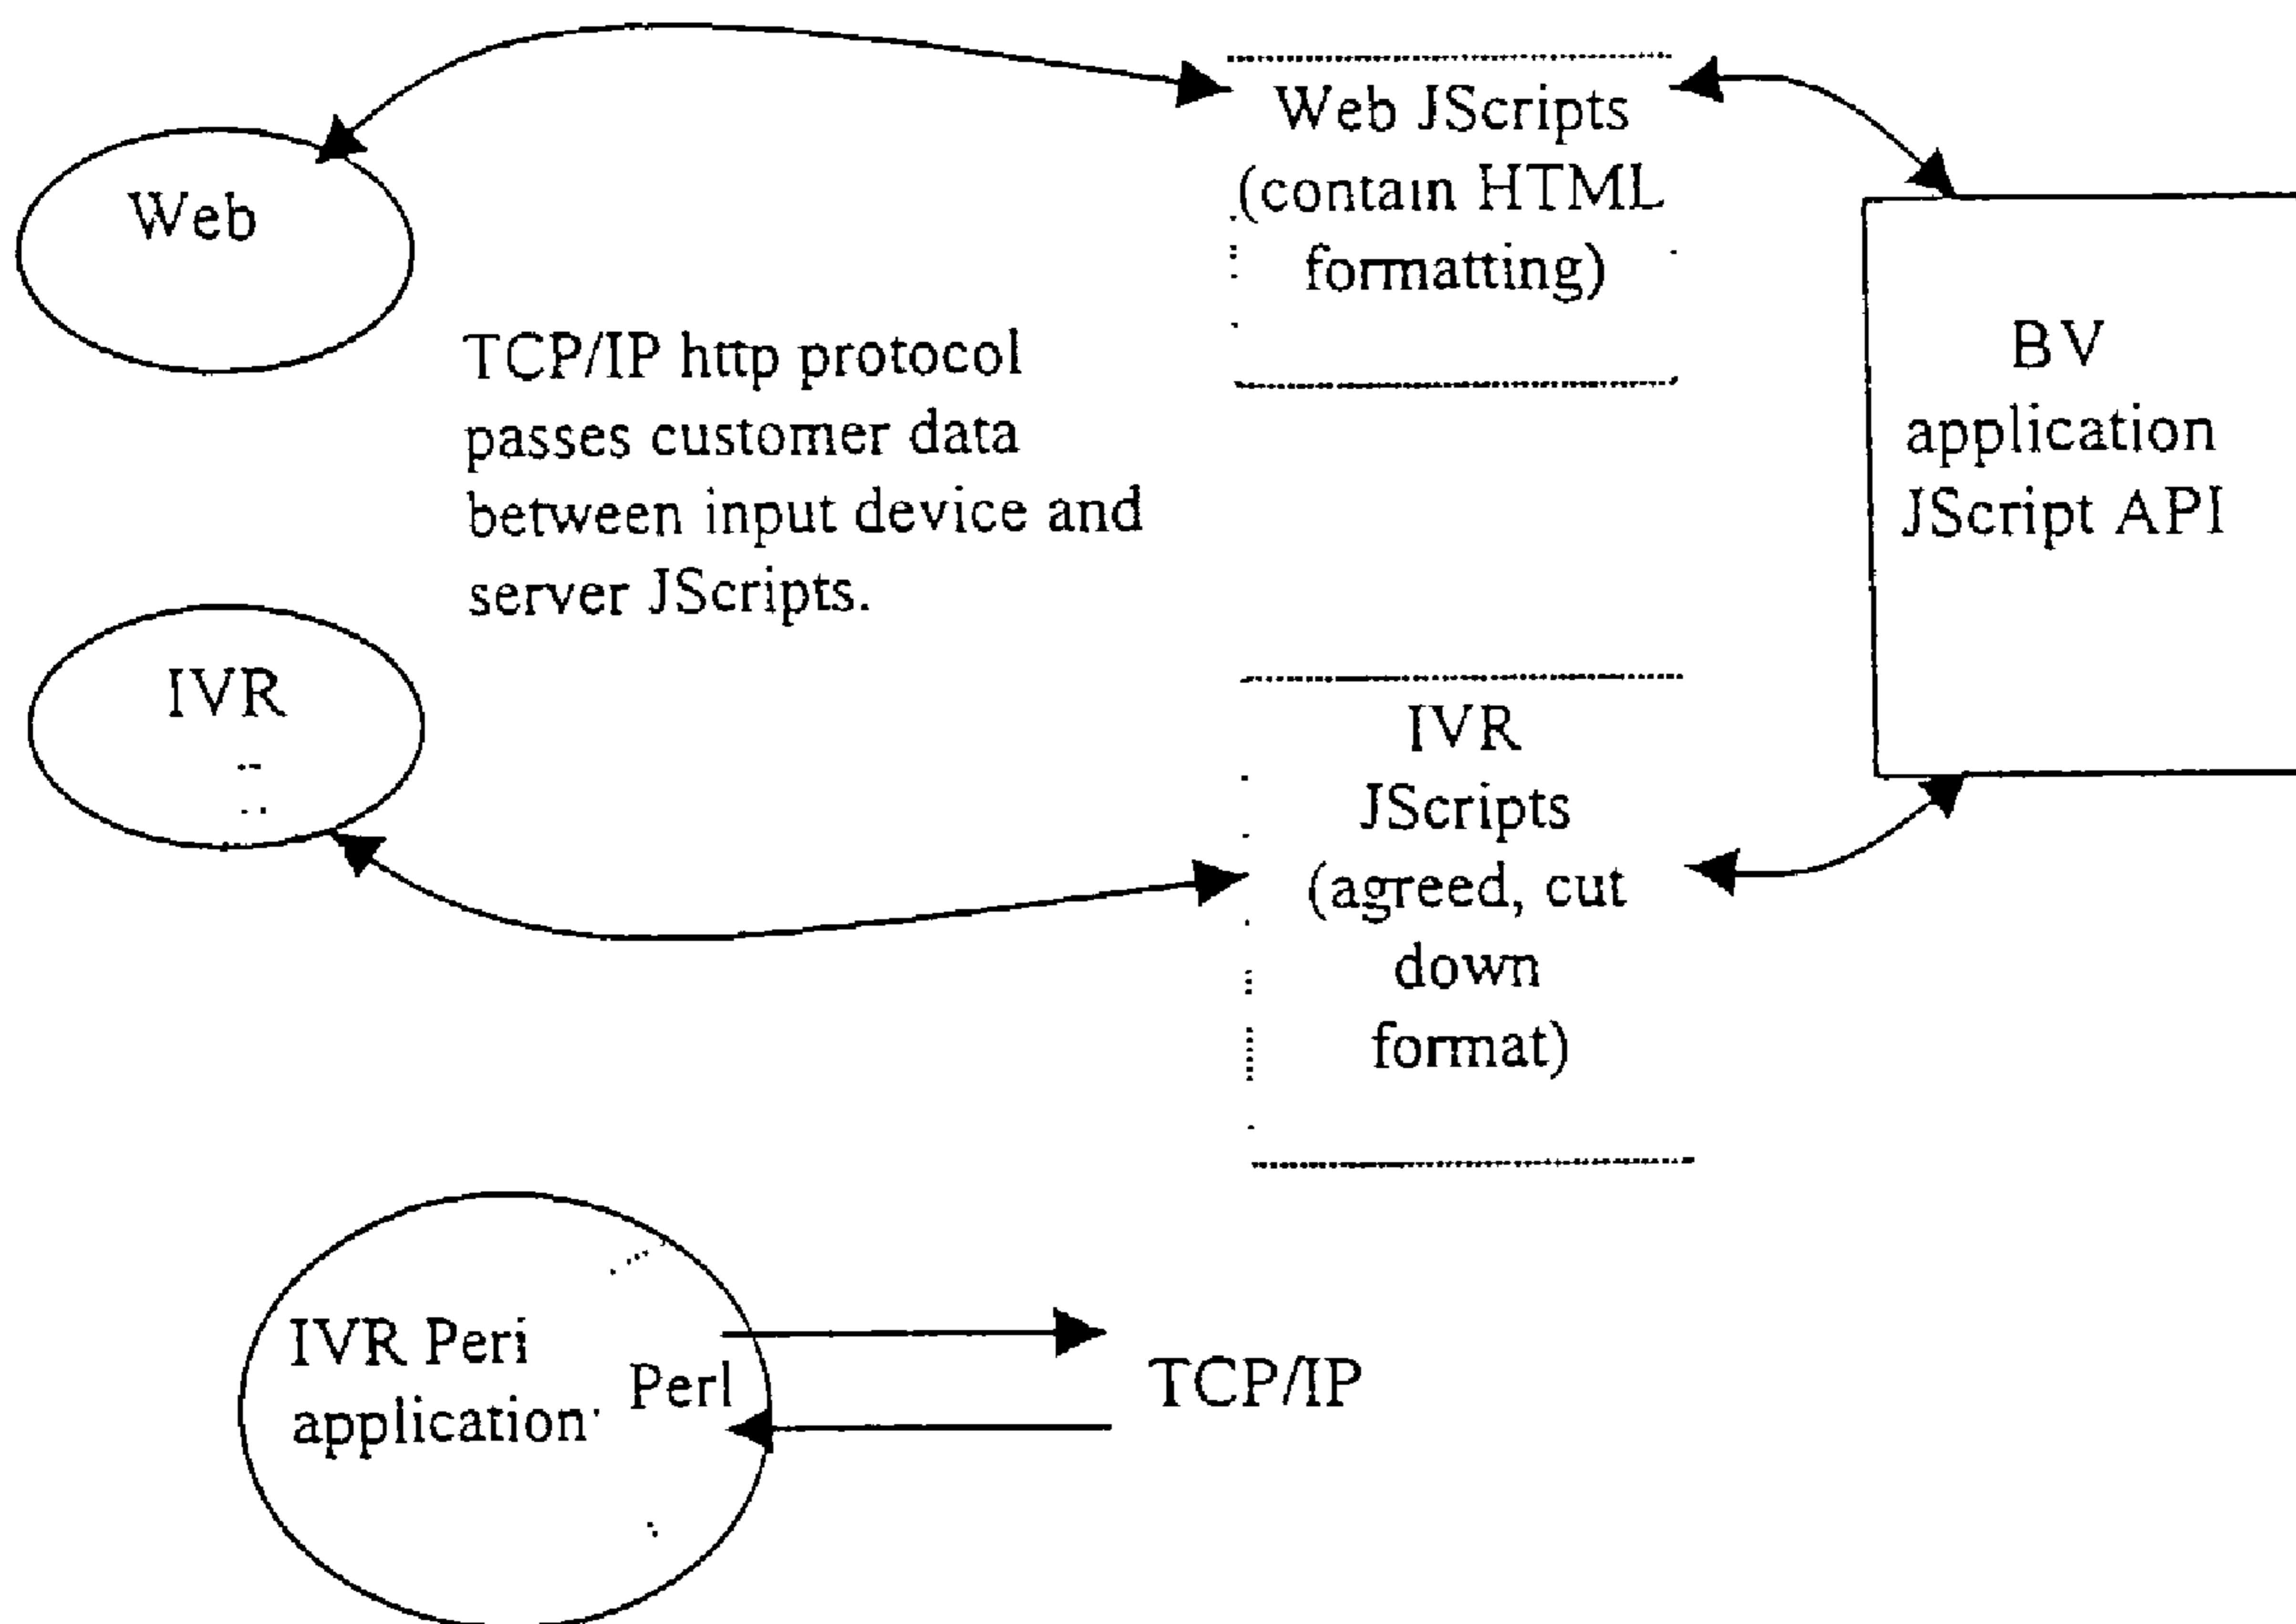 Web
Web JScripts
(contain HTML
formatting)
BV
application
JScript API
TCP/IP http protocol
passes customer data
between input device and
server JScripts.
IVR
IVR
JScripts
(agreed, cut
down
format)
IVR Peri
application
Perl
TCP/IP